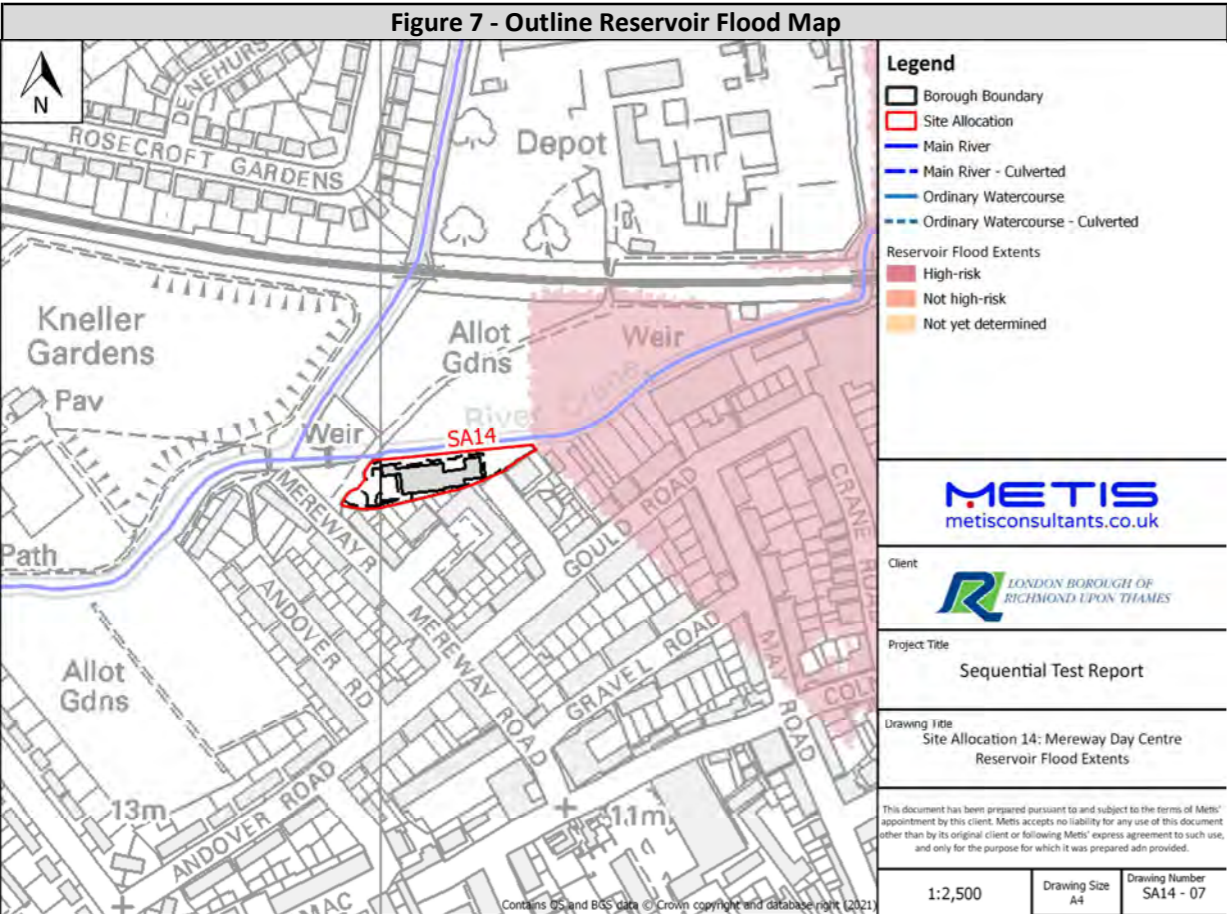 Figure 7 - Outline Reservoir Flood Map
N
DENEHURS
ROSECROFT GARDENS
Depot
Kneller
Gardens
Pav
Allot
Gdns
Weir
River Crane
Weir
SA14
MEREWAY R
GOULD ROAD
CRANE ROA
Path
ANDOVER RD
MEREWAY ROAD
GRAVEL ROAD
MAY ROAD
COLN
Allot
Gdns
13m
ANDOVER ROAD
11m
MAC
Contains OS and BGS data © Crown copyright and database right (2021)
Legend
Borough Boundary
Site Allocation
Main River
Main River - Culverted
Ordinary Watercourse
Ordinary Watercourse - Culverted
Reservoir Flood Extents
High-risk
Not high-risk
Not yet determined
METIS
metisconsultants.co.uk
Client
LONDON BOROUGH OF
RICHMOND UPON THAMES
Project Title
Sequential Test Report
Drawing Title
Site Allocation 14: Mereway Day Centre
Reservoir Flood Extents
This document has been prepared pursuant to and subject to the terms of Metis'
appointment by this client. Metis accepts no liability for any use of this document
other than by its original client or following Metis' express agreement to such use,
and only for the purpose for which it was prepared adn provided.
1:2,500
Drawing Size
A4
Drawing Number
SA14 - 07